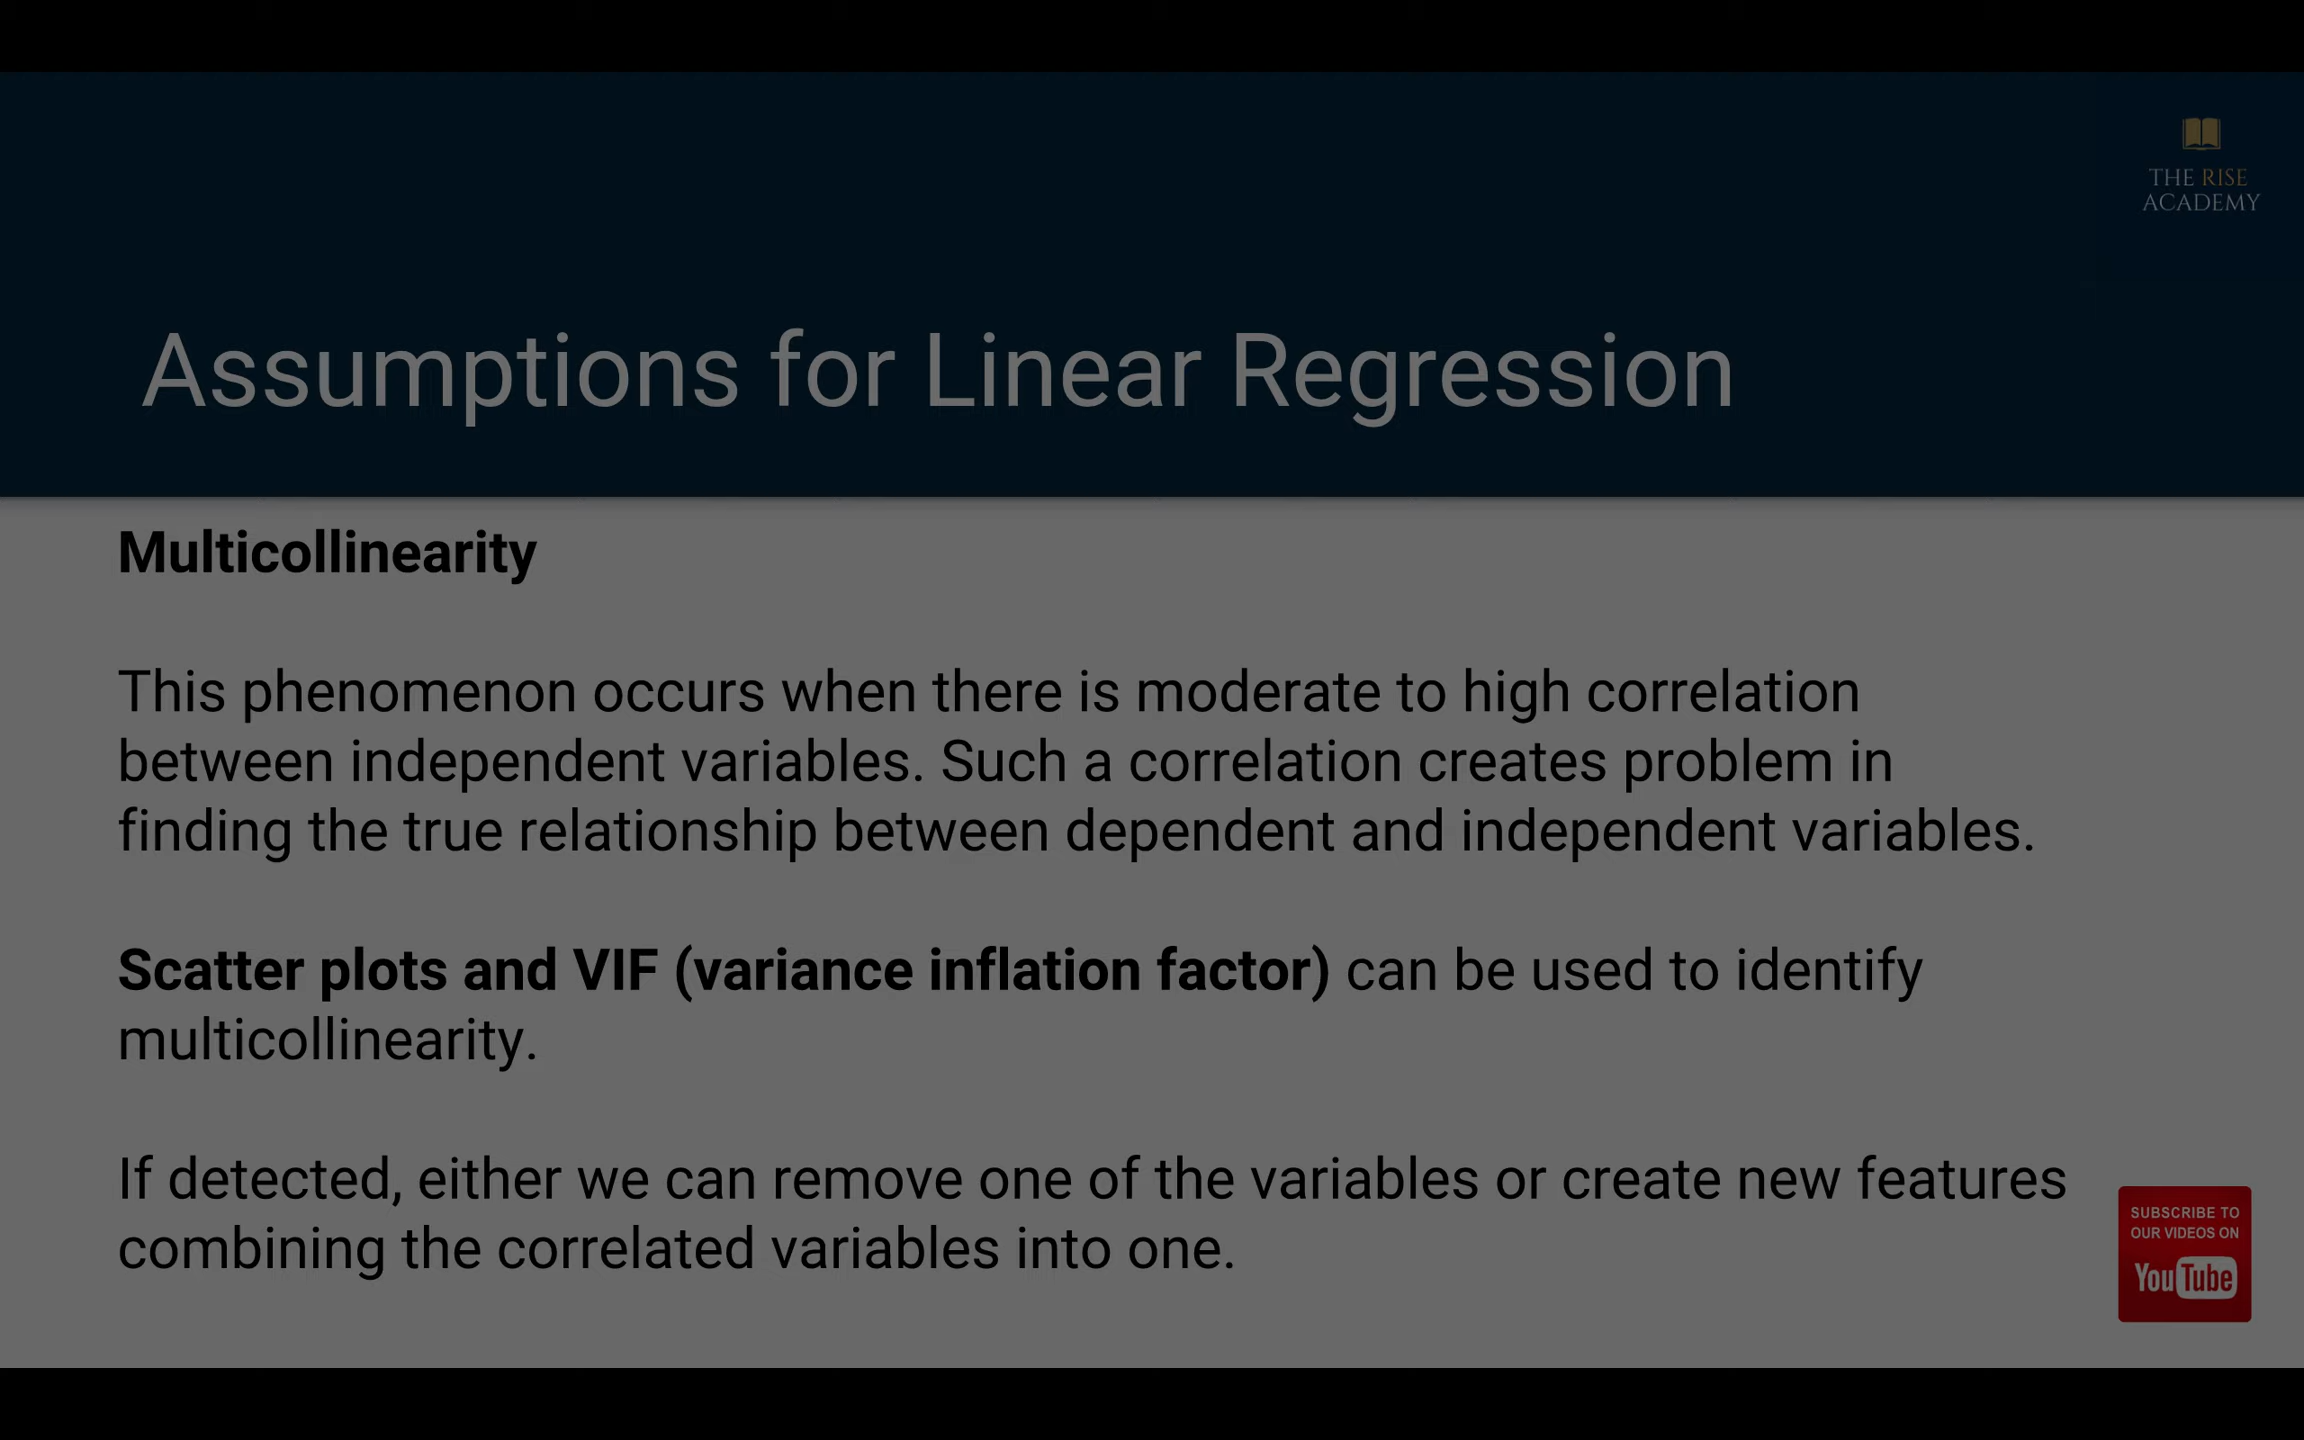 THE RISE
ACADEMY
Assumptions for Linear Regression
Multicollinearity
This phenomenon occurs when there is moderate to high correlation
between independent variables. Such a correlation creates problem in
finding the true relationship between dependent and independent variables.
Scatter plots and VIF (variance inflation factor) can be used to identify
multicollinearity.
If detected, either we can remove one of the variables or create new features
combining the correlated variables into one.
SUBSCRIBE TO
OUR VIDEOS ON
YouTube